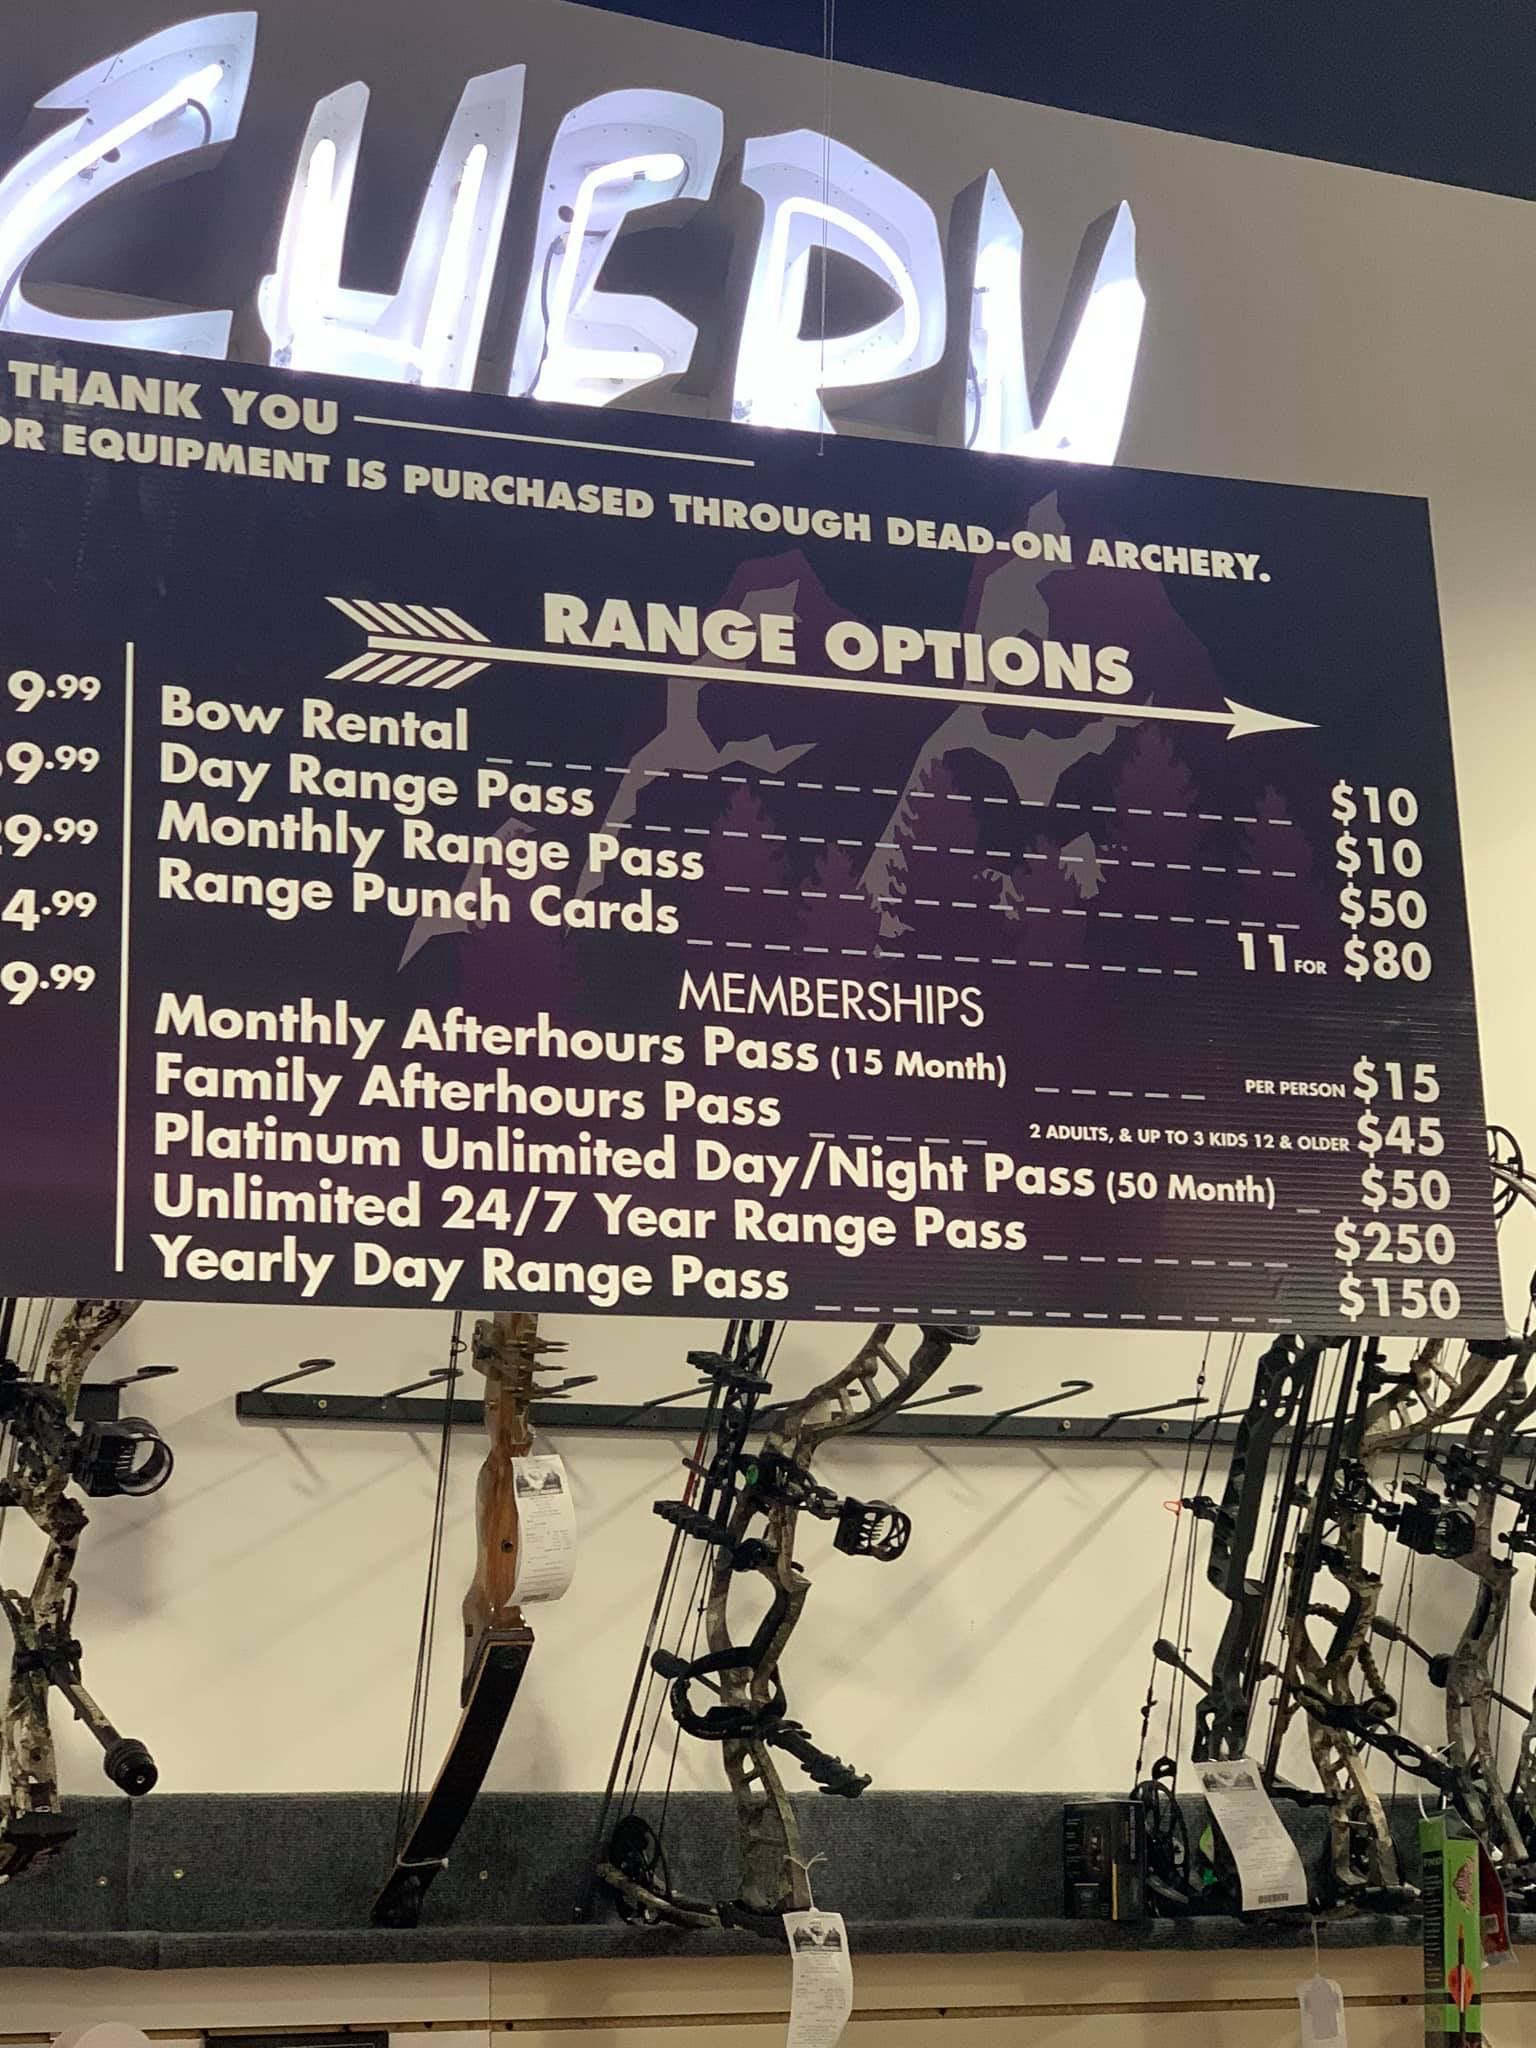 CHERY
THANK YOU
OR EQUIPMENT IS PURCHASED THROUGH DEAD-ON ARCHERY.
RANGE OPTIONS
9.99
9.99
9.99
4.99
9.99
Bow Rental $10
Day Range Pass $10
Monthly Range Pass $50
Range Punch Cards 11 FOR $80
MEMBERSHIPS
Monthly Afterhours Pass (15 Month) PER PERSON $15
Family Afterhours Pass 2 ADULTS, & UP TO 3 KIDS 12 & OLDER $45
Platinum Unlimited Day/Night Pass (50 Month) $50
Unlimited 24/7 Year Range Pass $250
Yearly Day Range Pass $150